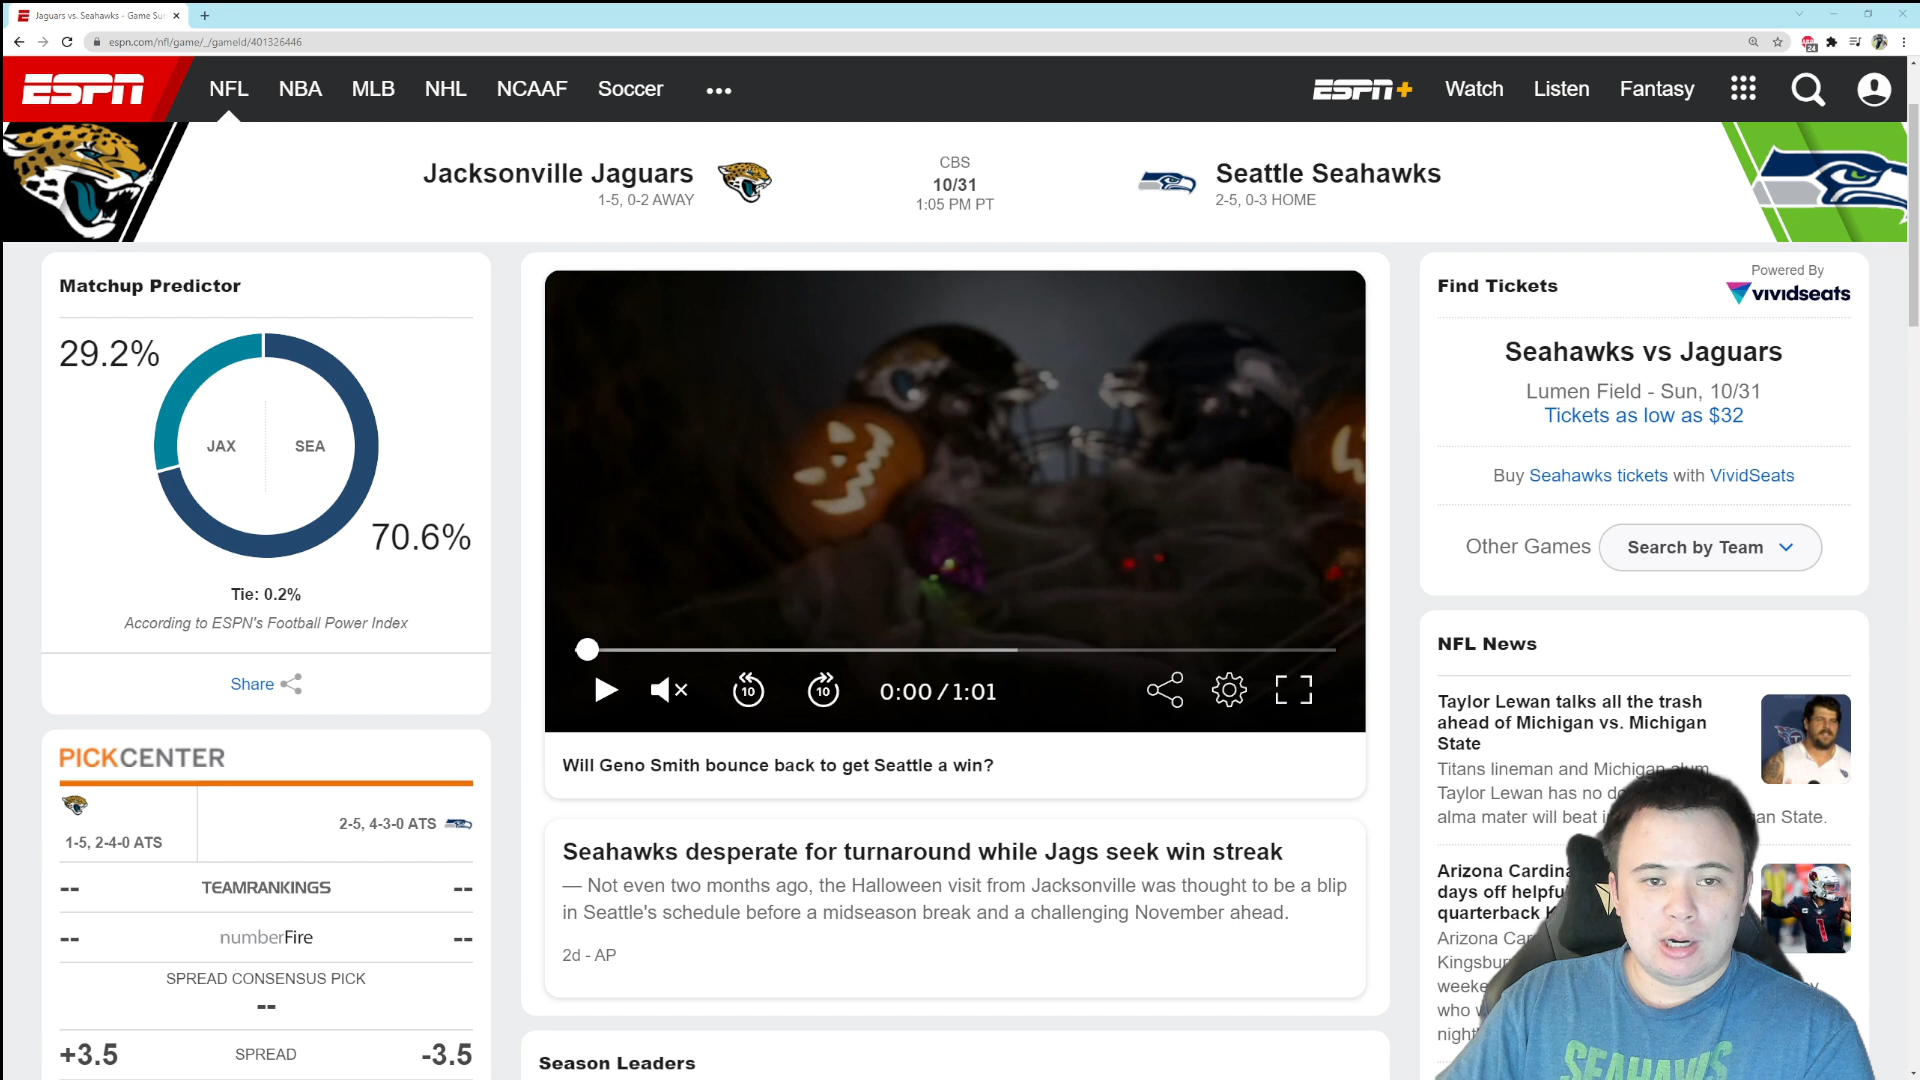 Jaguars vs. Seahawks - Game Su
espn.com/nfl/game/_/gameId/401326446
24
ESPN
NFL
NBA
MLB
NHL
NCAAF
Soccer
ESPN+
Watch
Listen
Fantasy
Jacksonville Jaguars
1-5, 0-2 AWAY
CBS
10/31
1:05 PM PT
Seattle Seahawks
2-5, 0-3 HOME
Matchup Predictor
29.2%
JAX
SEA
70.6%
Tie: 0.2%
According to ESPN's Football Power Index
Share
PICKCENTER
1-5, 2-4-0 ATS
2-5, 4-3-0 ATS
-- TEAMRANKINGS --
-- numberFire --
SPREAD CONSENSUS PICK
--
+3.5 SPREAD -3.5
10
10
0:00 / 1:01
Will Geno Smith bounce back to get Seattle a win?
Seahawks desperate for turnaround while Jags seek win streak
— Not even two months ago, the Halloween visit from Jacksonville was thought to be a blip
in Seattle's schedule before a midseason break and a challenging November ahead.
2d - AP
Season Leaders
Find Tickets
Powered By
vividseats
Seahawks vs Jaguars
Lumen Field - Sun, 10/31
Tickets as low as $32
Buy Seahawks tickets with VividSeats
Other Games
Search by Team
NFL News
Taylor Lewan talks all the trash
ahead of Michigan vs. Michigan
State
Titans lineman and Michigan alum
Taylor Lewan has no
alma mater will beat an State.
Arizona
days off
quarterback
Arizona
who
SEAHAWKS